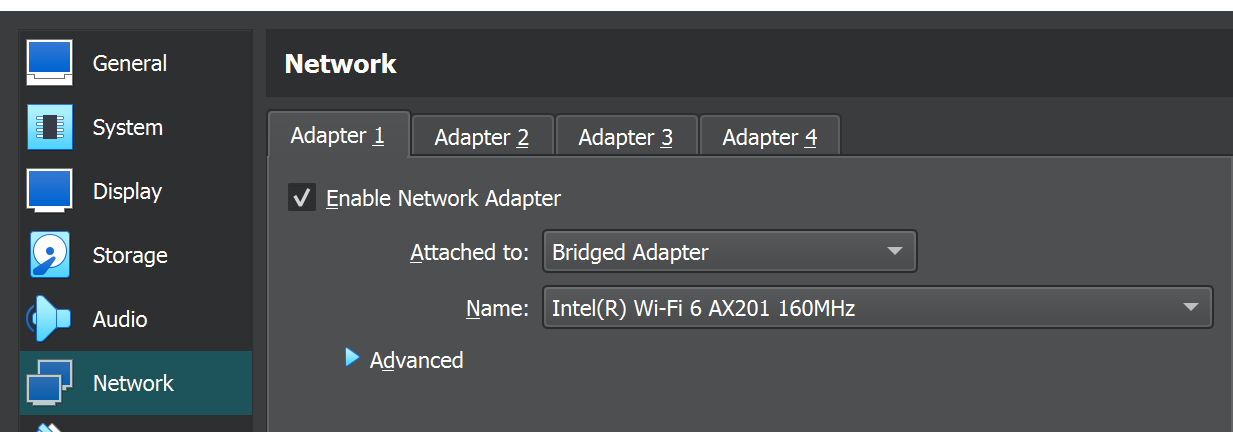 General
System
Display
Storage
Audio
Network
Network
Adapter 1 Adapter 2 Adapter 3 Adapter 4
Enable Network Adapter
Attached to: Bridged Adapter
Name: Intel(R) Wi-Fi 6 AX201 160MHz
Advanced